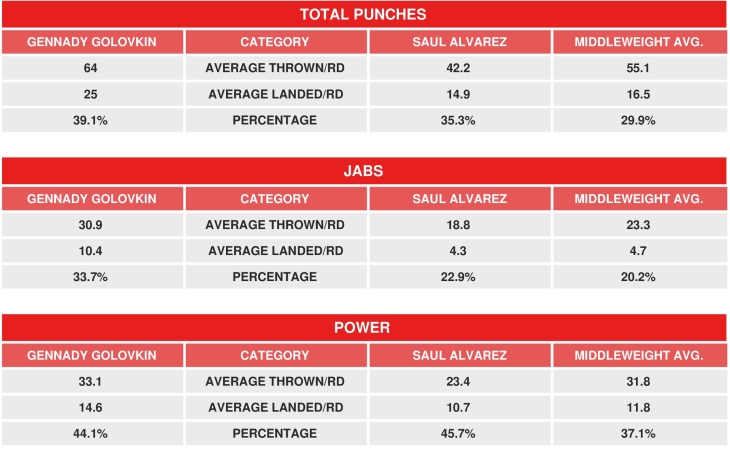 TOTAL PUNCHES
GENNADY GOLOVKIN CATEGORY SAUL ALVAREZ MIDDLEWEIGHT AVG.
64 AVERAGE THROWN/RD 42.2 55.1
25 AVERAGE LANDED/RD 14.9 16.5
39.1% PERCENTAGE 35.3% 29.9%
JABS
GENNADY GOLOVKIN CATEGORY SAUL ALVAREZ MIDDLEWEIGHT AVG.
30.9 AVERAGE THROWN/RD 18.8 23.3
10.4 AVERAGE LANDED/RD 4.3 4.7
33.7% PERCENTAGE 22.9% 20.2%
POWER
GENNADY GOLOVKIN CATEGORY SAUL ALVAREZ MIDDLEWEIGHT AVG.
33.1 AVERAGE THROWN/RD 23.4 31.8
14.6 AVERAGE LANDED/RD 10.7 11.8
44.1% PERCENTAGE 45.7% 37.1%